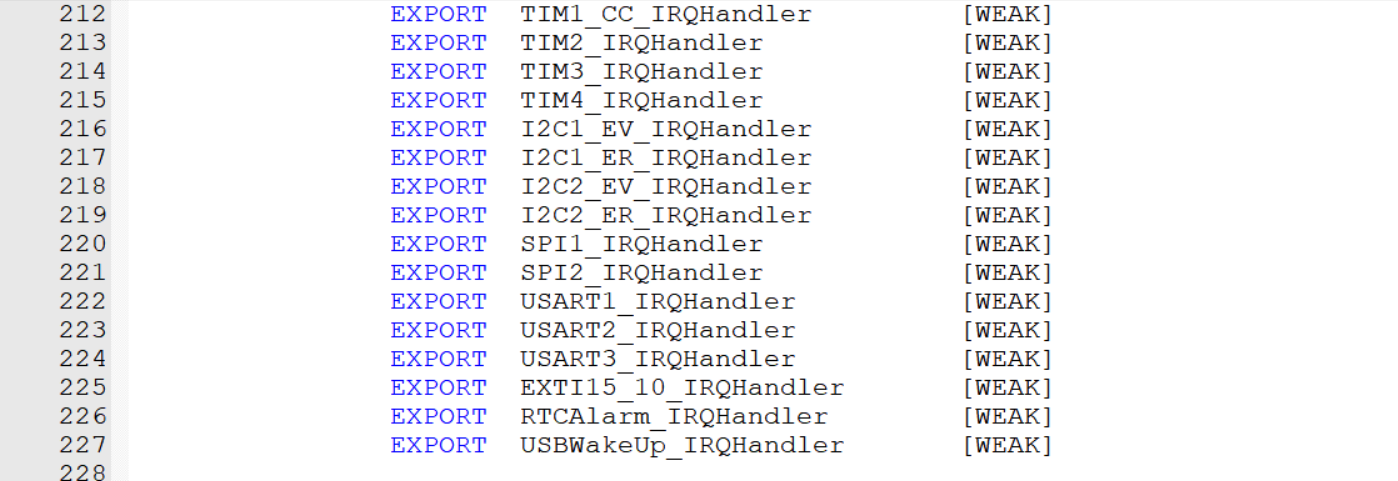 212 EXPORT TIM1_CC_IRQHandler [WEAK]
213 EXPORT TIM2_IRQHandler [WEAK]
214 EXPORT TIM3_IRQHandler [WEAK]
215 EXPORT TIM4_IRQHandler [WEAK]
216 EXPORT I2C1_EV_IRQHandler [WEAK]
217 EXPORT I2C1_ER_IRQHandler [WEAK]
218 EXPORT I2C2_EV_IRQHandler [WEAK]
219 EXPORT I2C2_ER_IRQHandler [WEAK]
220 EXPORT SPI1_IRQHandler [WEAK]
221 EXPORT SPI2_IRQHandler [WEAK]
222 EXPORT USART1_IRQHandler [WEAK]
223 EXPORT USART2_IRQHandler [WEAK]
224 EXPORT USART3_IRQHandler [WEAK]
225 EXPORT EXTI15_10_IRQHandler [WEAK]
226 EXPORT RTCAlarm_IRQHandler [WEAK]
227 EXPORT USBWakeUp_IRQHandler [WEAK]
228